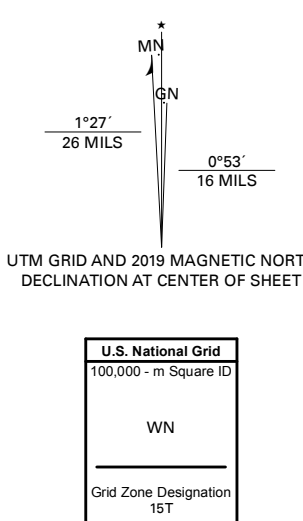 ★
MN
GN
1°27´
26 MILS
0°53´
16 MILS
UTM GRID AND 2019 MAGNETIC NORT
DECLINATION AT CENTER OF SHEET
U.S. National Grid
100,000 - m Square ID
WN
Grid Zone Designation
15T